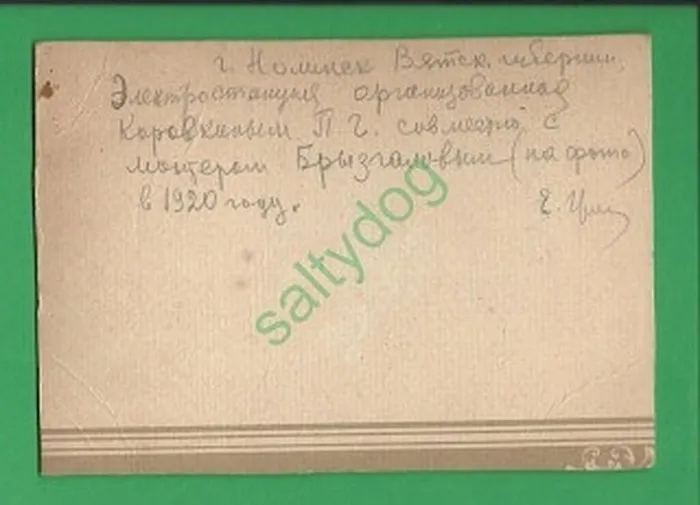 г. Нолинск Вятск. губернии.
Электростанция организованная
Коровкиным П. Г. совместно с
монтером Брызгаловым (на фото)
в 1920 году.
Е.
saltydog